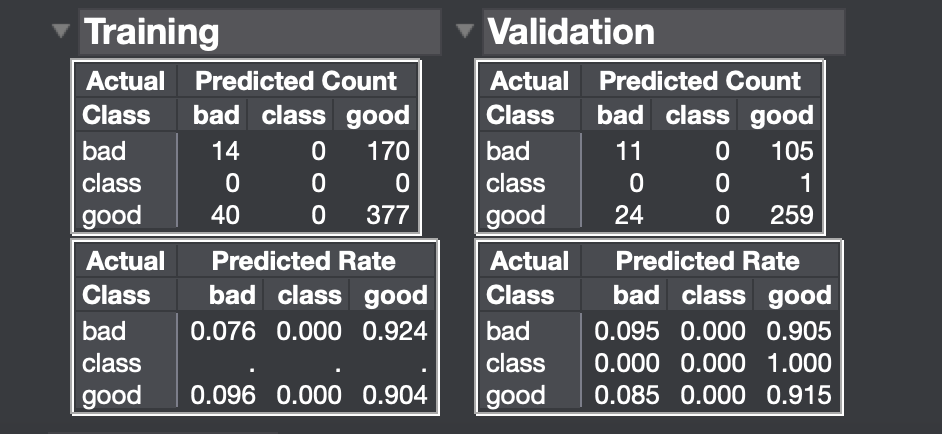 Training
Actual Predicted Count
Class bad class good
bad 14 0 170
class 0 0 0
good 40 0 377
Actual Predicted Rate
Class bad class good
bad 0.076 0.000 0.924
class . . .
good 0.096 0.000 0.904
Validation
Actual Predicted Count
Class bad class good
bad 11 0 105
class 0 0 1
good 24 0 259
Actual Predicted Rate
Class bad class good
bad 0.095 0.000 0.905
class 0.000 0.000 1.000
good 0.085 0.000 0.915